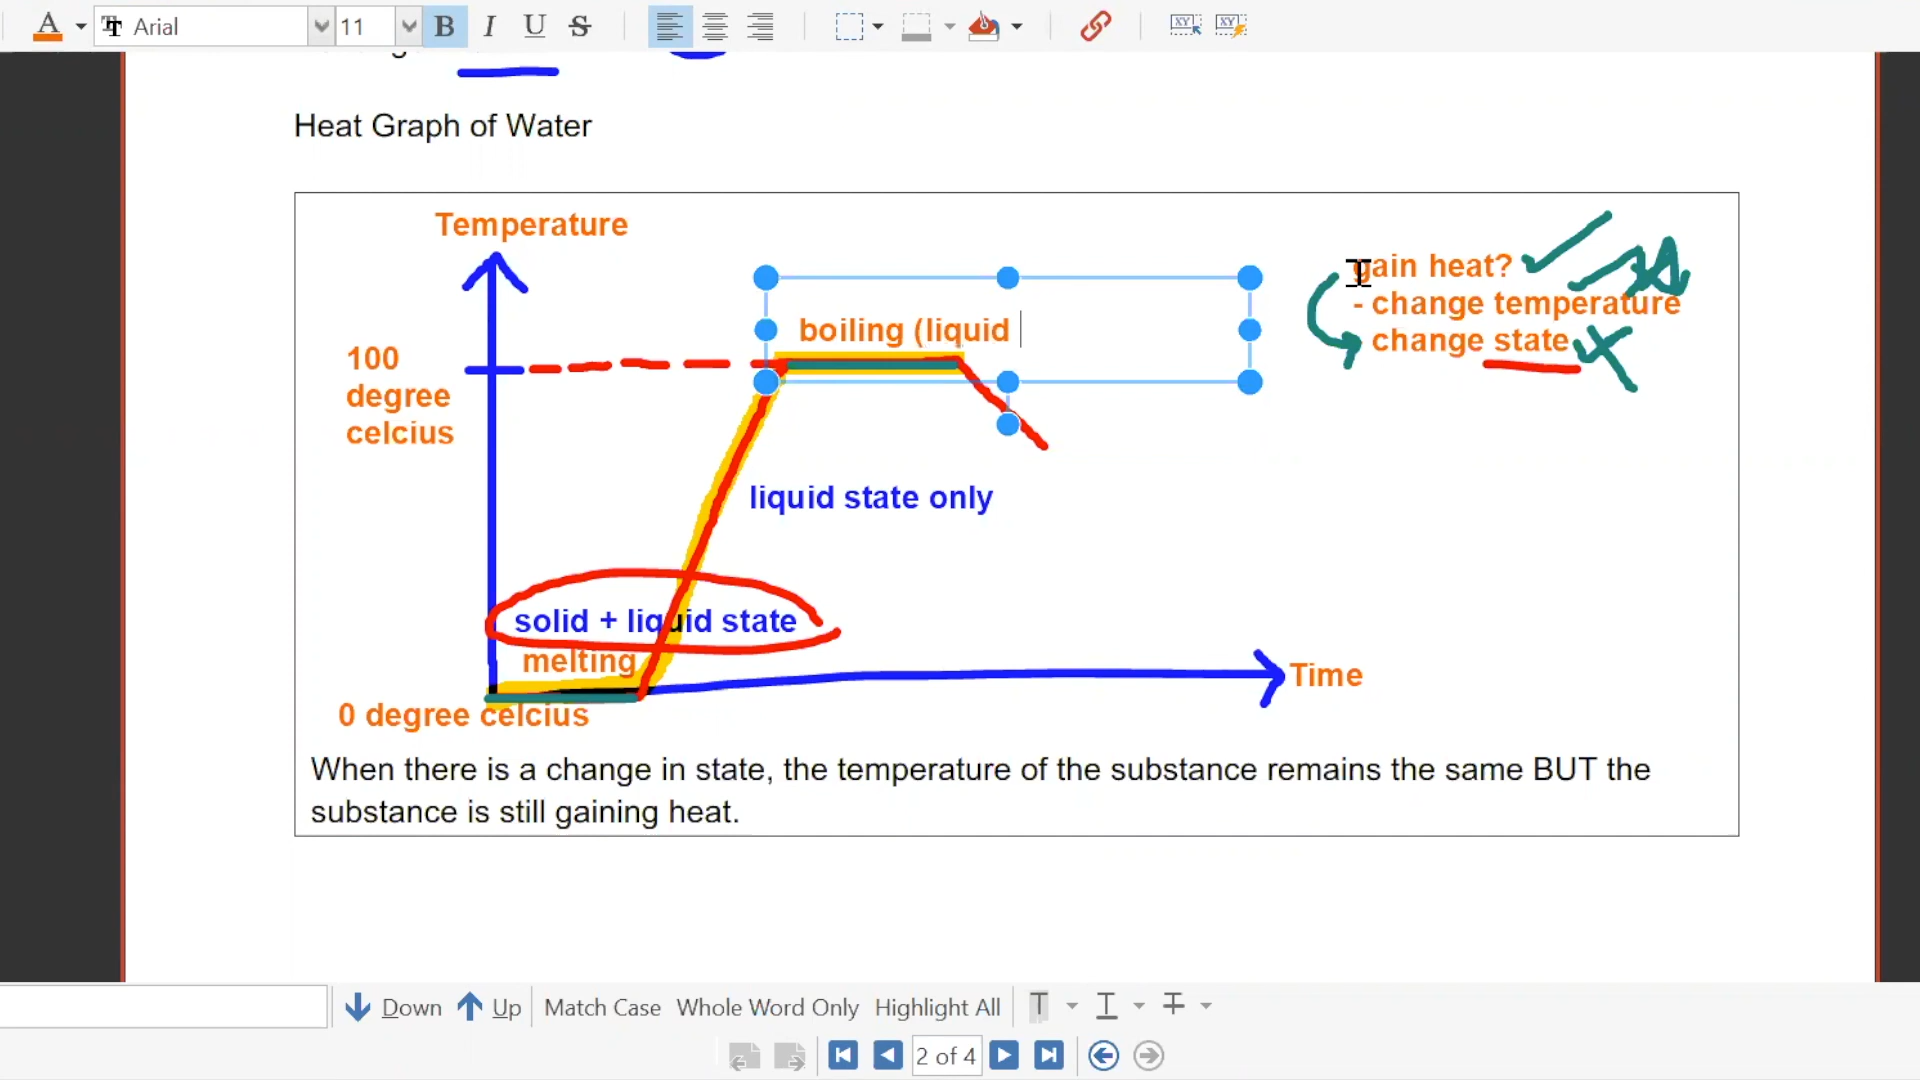 A
Arial
11
B I U S
Heat Graph of Water
Temperature
gain heat?
- change temperature
change state
boiling (liquid
100
degree
celcius
liquid state only
solid + liquid state
melting
Time
0 degree celcius
When there is a change in state, the temperature of the substance remains the same BUT the
substance is still gaining heat.
Down Up Match Case Whole Word Only Highlight All T T T
2 of 4